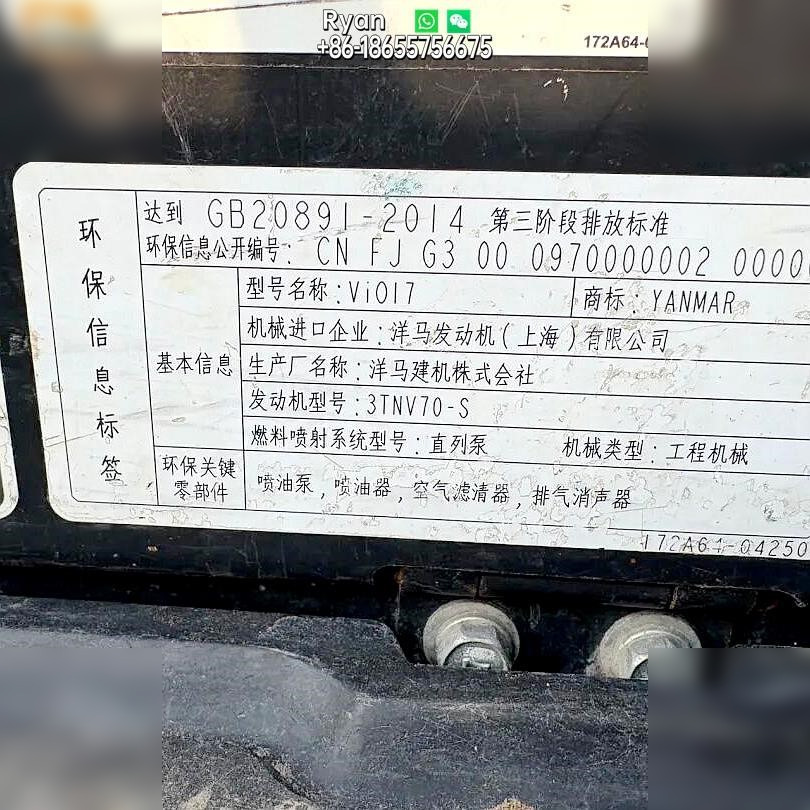 Ryan
+86-18655756675
172A64-
环保信息标签
达到 GB20891-2014 第三阶段排放标准
环保信息公开编号: CN FJ G3 00 0970000002 0000
基本信息
型号名称:ViO17 商标:YANMAR
机械进口企业:洋马发动机(上海)有限公司
生产厂名称:洋马建机株式会社
发动机型号:3TNV70-S
燃料喷射系统型号:直列泵 机械类型:工程机械
环保关键
零部件
喷油泵,喷油器,空气滤清器,排气消声器
172A64-04250